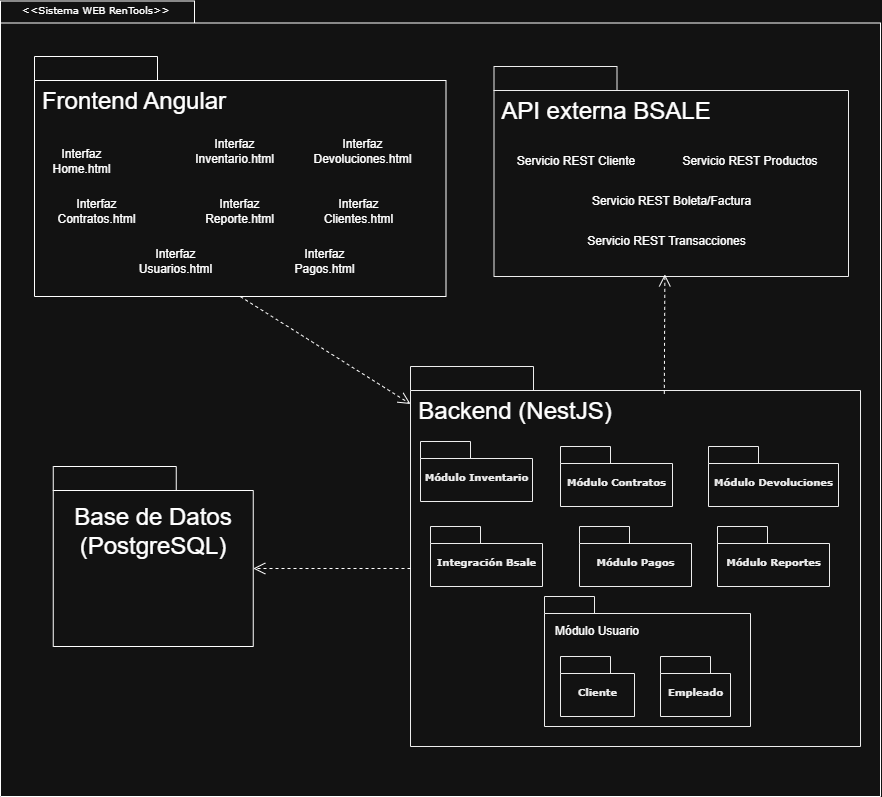 <<Sistema WEB RenTools>>
Frontend Angular
Interfaz
Home.html
Interfaz
Inventario.html
Interfaz
Devoluciones.html
Interfaz
Contratos.html
Interfaz
Reporte.html
Interfaz
Clientes.html
Interfaz
Usuarios.html
Interfaz
Pagos.html
API externa BSALE
Servicio REST Cliente
Servicio REST Productos
Servicio REST Boleta/Factura
Servicio REST Transacciones
Backend (NestJS)
Módulo Inventario
Módulo Contratos
Módulo Devoluciones
Integración Bsale
Módulo Pagos
Módulo Reportes
Módulo Usuario
Cliente
Empleado
Base de Datos
(PostgreSQL)